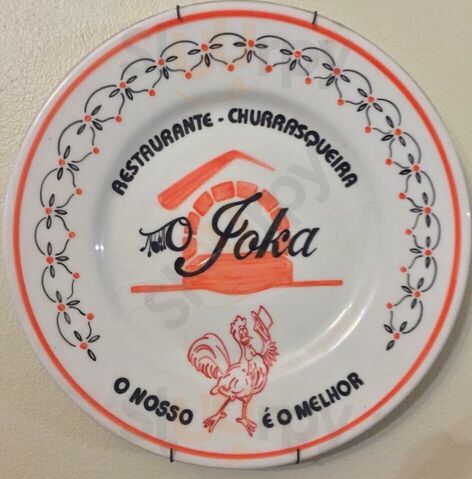 RESTAURANTE - CHURRASQUEIRA
O Joka
O NOSSO É O MELHOR